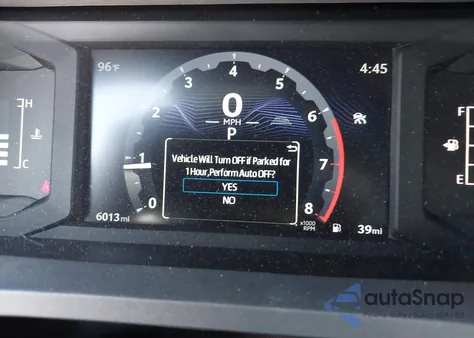 96°F
4:45
H
C
F
E
4
3
5
2
6
1
7
0
8
0
MPH
P
Vehicle Will Turn OFF if Parked for
1 Hour,Perform Auto OFF?
YES
NO
x1000
RPM
6013mi
39mi
autaSnap